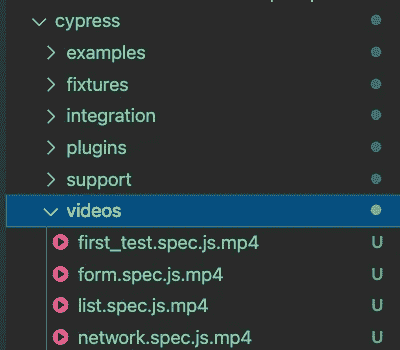 cypress
examples
fixtures
integration
plugins
support
videos
first_test.spec.js.mp4 U
form.spec.js.mp4 U
list.spec.js.mp4 U
network.spec.js.mp4 U